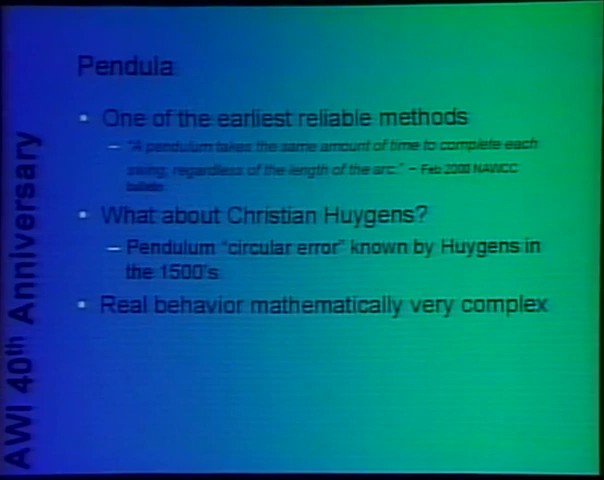 Pendula
• One of the earliest reliable methods
– "A pendulum takes the same amount of time to complete each
swing, regardless of the length of the arc." – Feb 2000 NAWCC
bulletin
• What about Christian Huygens?
– Pendulum "circular error" known by Huygens in
the 1500's
• Real behavior mathematically very complex
AWI 40th Anniversary